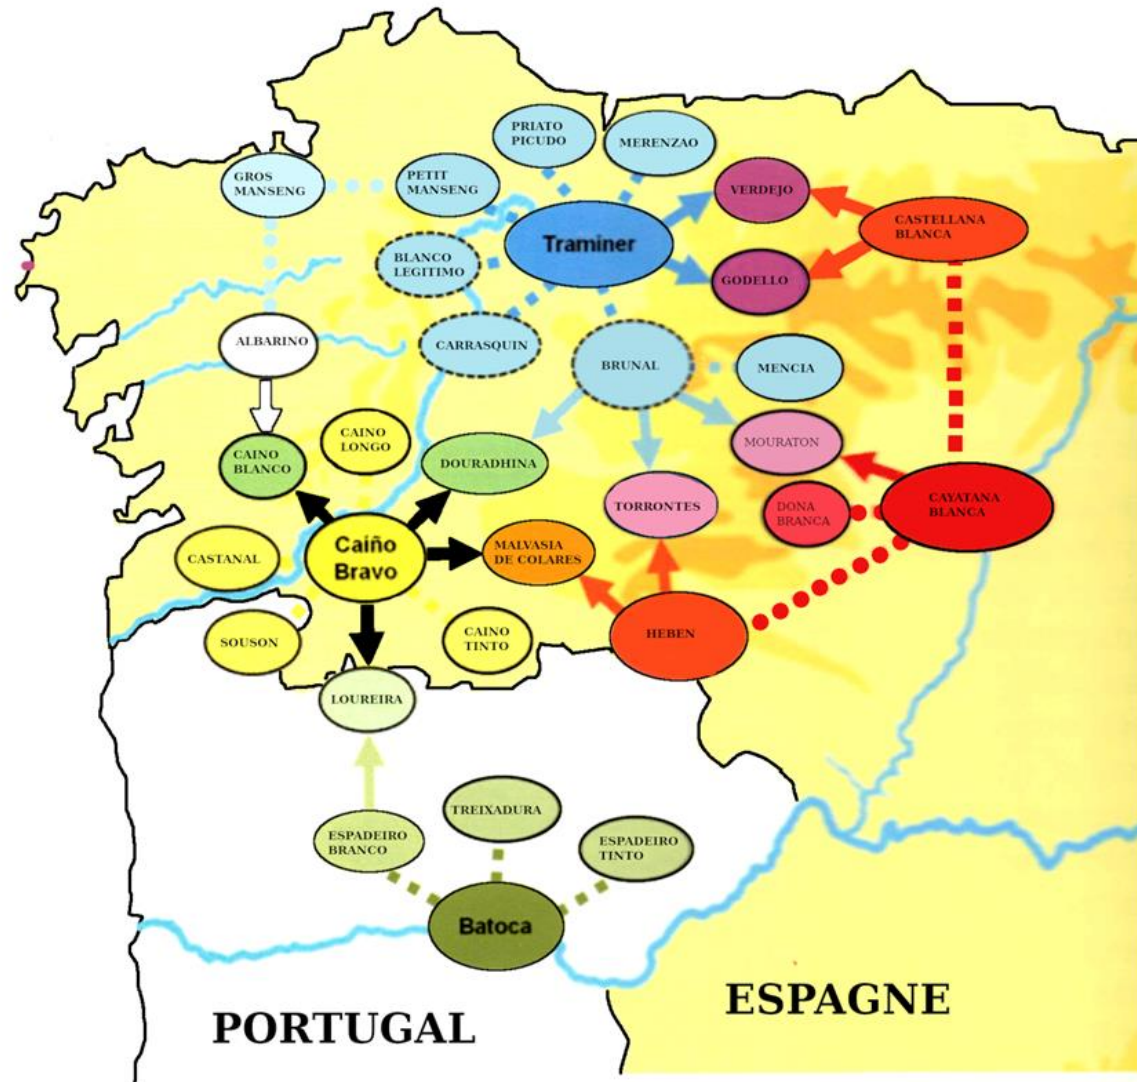 PRIATO
PICUDO
MERENZAO
GROS
MANSENG
PETIT
MANSENG
VERDEJO
CASTELLANA
BLANCA
Traminer
BLANCO
LEGITIMO
GODELLO
ALBARINO
CARRASQUIN
BRUNAL
MENCIA
CAINO
LONGO
MOURATON
CAINO
BLANCO
DOURADHINA
TORRONTES
DONA
BRANCA
CAYATANA
BLANCA
CASTANAL
Caíño
Bravo
MALVASIA
DE COLARES
SOUSON
CAINO
TINTO
HEBEN
LOUREIRA
TREIXADURA
ESPADEIRO
BRANCO
ESPADEIRO
TINTO
Batoca
ESPAGNE
PORTUGAL